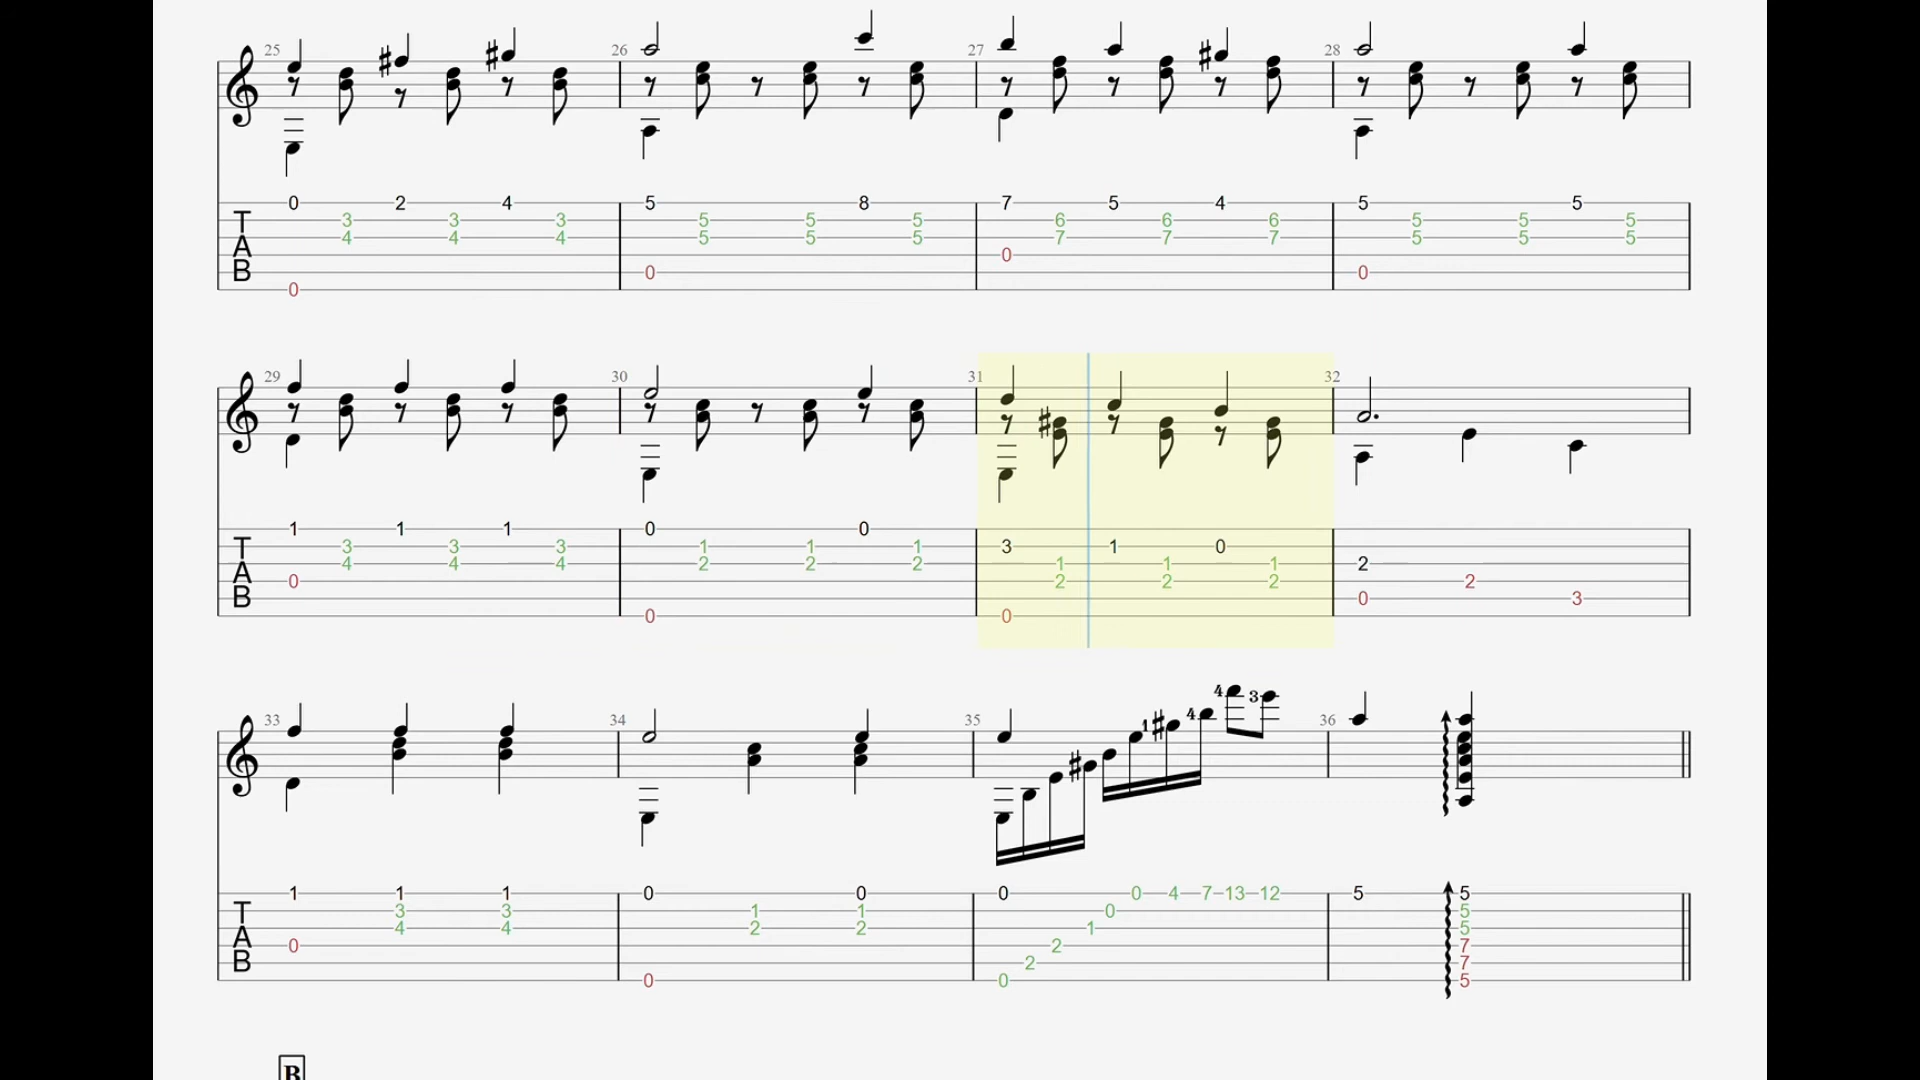 25 26 27 28
T 0 2 4 5 8 7 5 4 5 5
3 3 3 5 5 5 6 6 6 5 5 5
A 4 4 4 5 5 5 7 7 7 5 5 5
0
B 0 0
0
29 30 31 32
1 1 1 0 0
T 3 3 3 1 1 1 3 1 0
A 4 4 4 2 2 2 1 1 1 2
0 2 2 2 2
B 0 3
0 0
33 34 35 36
4 3
1 4
1 1 1 0 0 0 0 4 7 13 12 5 5
T 3 3 1 1 0 5
A 4 4 2 2 1 5
0 2 7
B 2 7
0 0 5
B